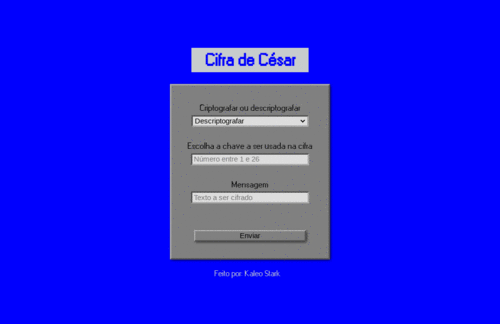 Cifra de César
Criptografar ou descriptografar
Descriptografar
Escolha a chave a ser usada na cifra
Número entre 1 e 26
Mensagem
Texto a ser cifrado
Enviar
Feito por: Kaleo Stark